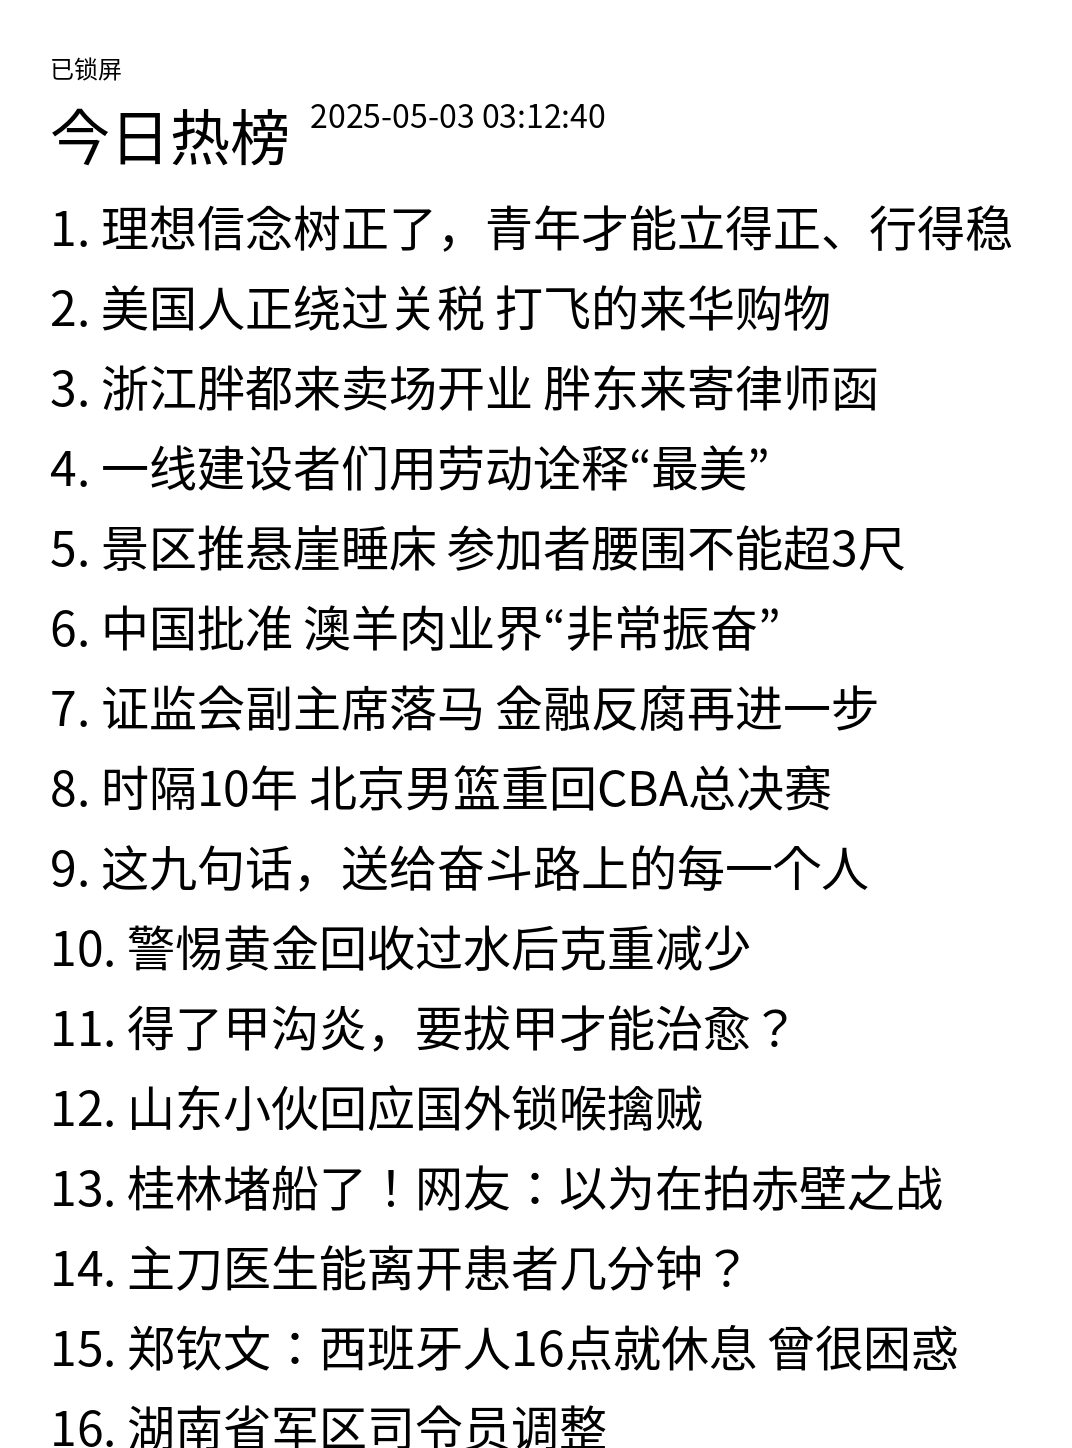 已锁屏
今日热榜 2025-05-03 03:12:40
1. 理想信念树正了，青年才能立得正、行得稳
2. 美国人正绕过关税 打飞的来华购物
3. 浙江胖都来卖场开业 胖东来寄律师函
4. 一线建设者们用劳动诠释“最美”
5. 景区推悬崖睡床 参加者腰围不能超3尺
6. 中国批准 澳羊肉业界“非常振奋”
7. 证监会副主席落马 金融反腐再进一步
8. 时隔10年 北京男篮重回CBA总决赛
9. 这九句话，送给奋斗路上的每一个人
10. 警惕黄金回收过水后克重减少
11. 得了甲沟炎，要拔甲才能治愈？
12. 山东小伙回应国外锁喉擒贼
13. 桂林堵船了！网友：以为在拍赤壁之战
14. 主刀医生能离开患者几分钟？
15. 郑钦文：西班牙人16点就休息 曾很困惑
16. 湖南省军区司令员调整